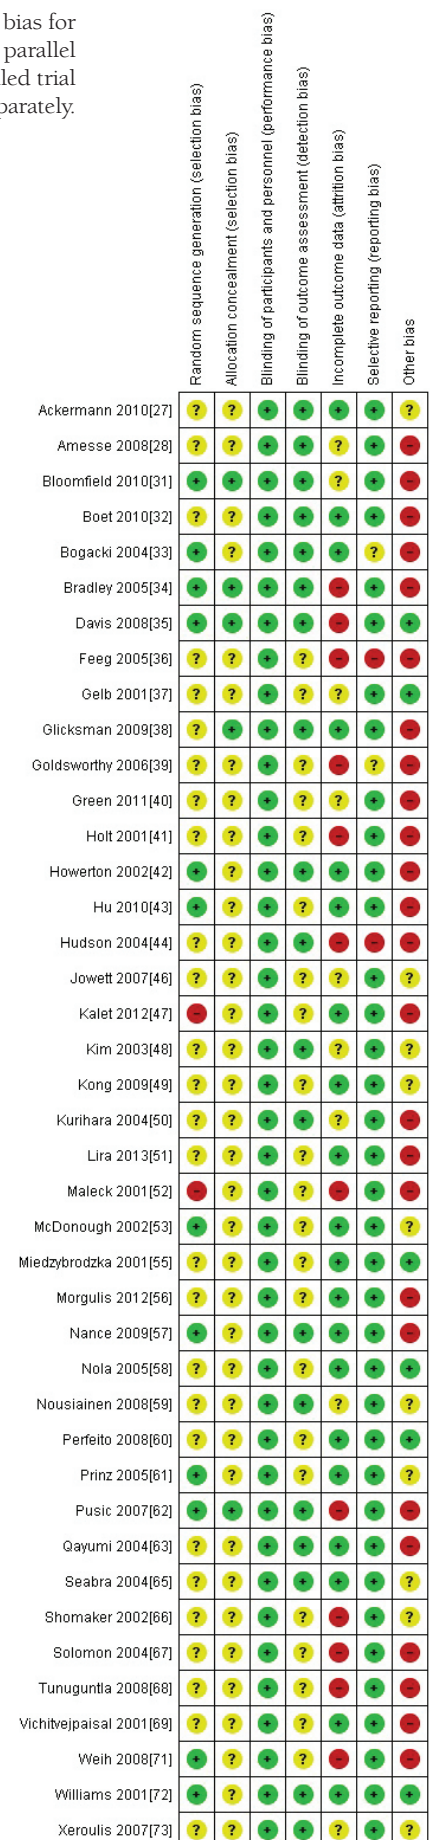 bias for
parallel
led trial
parately.
Random sequence generation (selection bias)
Allocation concealment (selection bias)
Blinding of participants and personnel (performance bias)
Blinding of outcome assessment (detection bias)
Incomplete outcome data (attrition bias)
Selective reporting (reporting bias)
Other bias
Ackermann 2010[27] ? ? + + + + ?
Amesse 2008[28] ? ? + + ? + -
Bloomfield 2010[31] + + + + ? + -
Boet 2010[32] ? ? + + + + -
Bogacki 2004[33] + ? + + + ? -
Bradley 2005[34] + + + + - + -
Davis 2008[35] + + + + - + +
Feeg 2005[36] ? ? + ? - - -
Gelb 2001[37] ? ? + ? ? + +
Glicksman 2009[38] ? + + + + + -
Goldsworthy 2006[39] ? ? + ? - ? -
Green 2011[40] ? ? + ? ? + -
Holt 2001[41] ? ? + ? - + -
Howerton 2002[42] + ? + + + + -
Hu 2010[43] + ? + ? + + -
Hudson 2004[44] ? ? + + - - -
Jowett 2007[46] ? ? + ? ? + ?
Kalet 2012[47] - ? + ? + + -
Kim 2003[48] ? ? + + ? + ?
Kong 2009[49] ? ? + ? + + ?
Kurihara 2004[50] ? ? + + ? + -
Lira 2013[51] ? ? + ? + + -
Maleck 2001[52] - ? + ? - + -
McDonough 2002[53] + ? + ? + + ?
Miedzybrodzka 2001[55] ? ? + ? + + +
Morgulis 2012[56] ? ? + ? + + -
Nance 2009[57] + ? + + + + -
Nola 2005[58] ? ? + ? + + +
Nousiainen 2008[59] ? ? + + ? + ?
Perfeito 2008[60] ? ? + ? + + +
Prinz 2005[61] + ? + ? + + ?
Pusic 2007[62] + + + + - + -
Qayumi 2004[63] ? ? + + + + -
Seabra 2004[65] ? ? + + + + ?
Shomaker 2002[66] ? ? + ? - + ?
Solomon 2004[67] ? ? + ? - + -
Tunuguntla 2008[68] ? ? + ? - + -
Vichitvejpaisal 2001[69] ? ? + ? + + -
Weih 2008[71] + ? + ? - + -
Williams 2001[72] + ? + + + + +
Xeroulis 2007[73] ? ? + + ? + ?